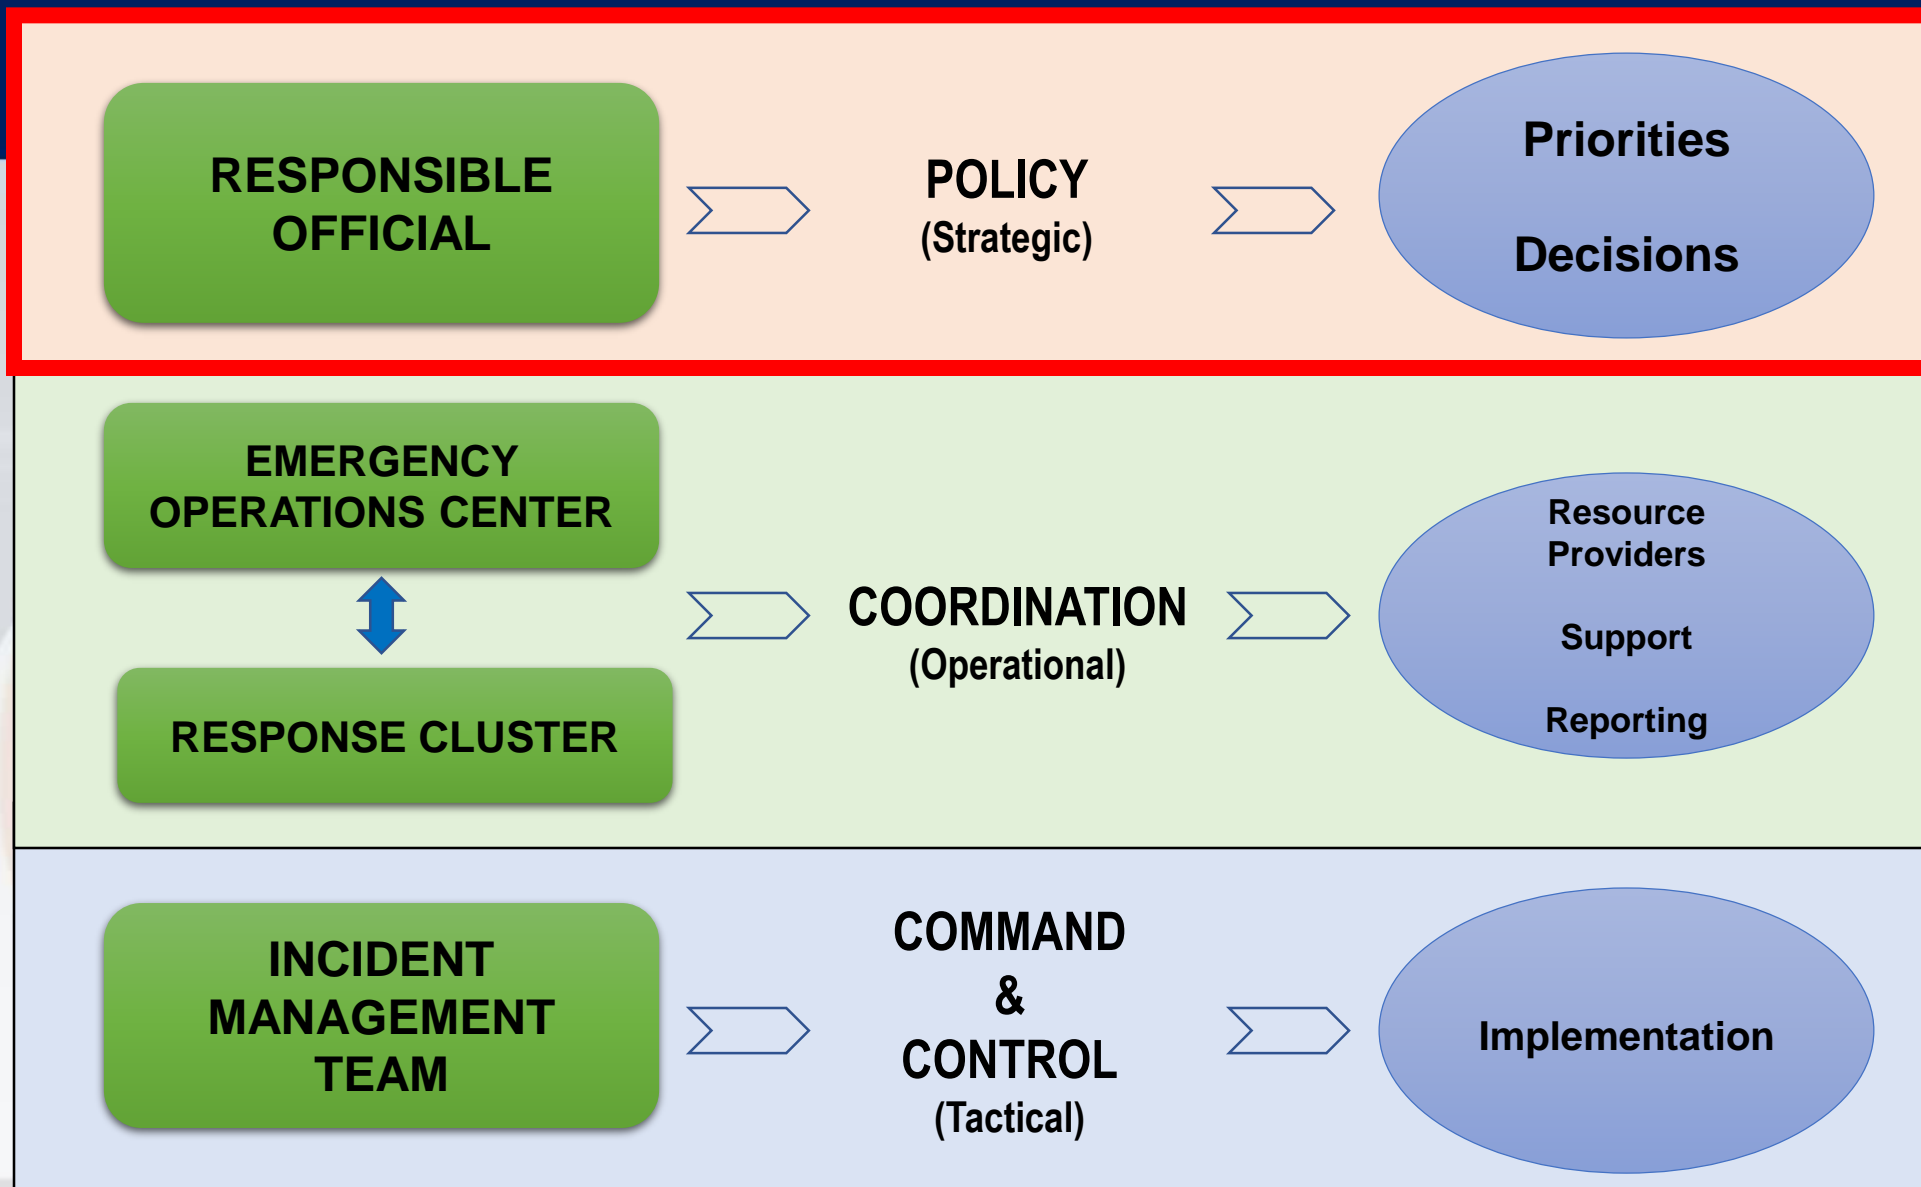 RESPONSIBLE
OFFICIAL
POLICY
(Strategic)
Priorities
Decisions
EMERGENCY
OPERATIONS CENTER
RESPONSE CLUSTER
COORDINATION
(Operational)
Resource
Providers
Support
Reporting
INCIDENT
MANAGEMENT
TEAM
COMMAND
&
CONTROL
(Tactical)
Implementation